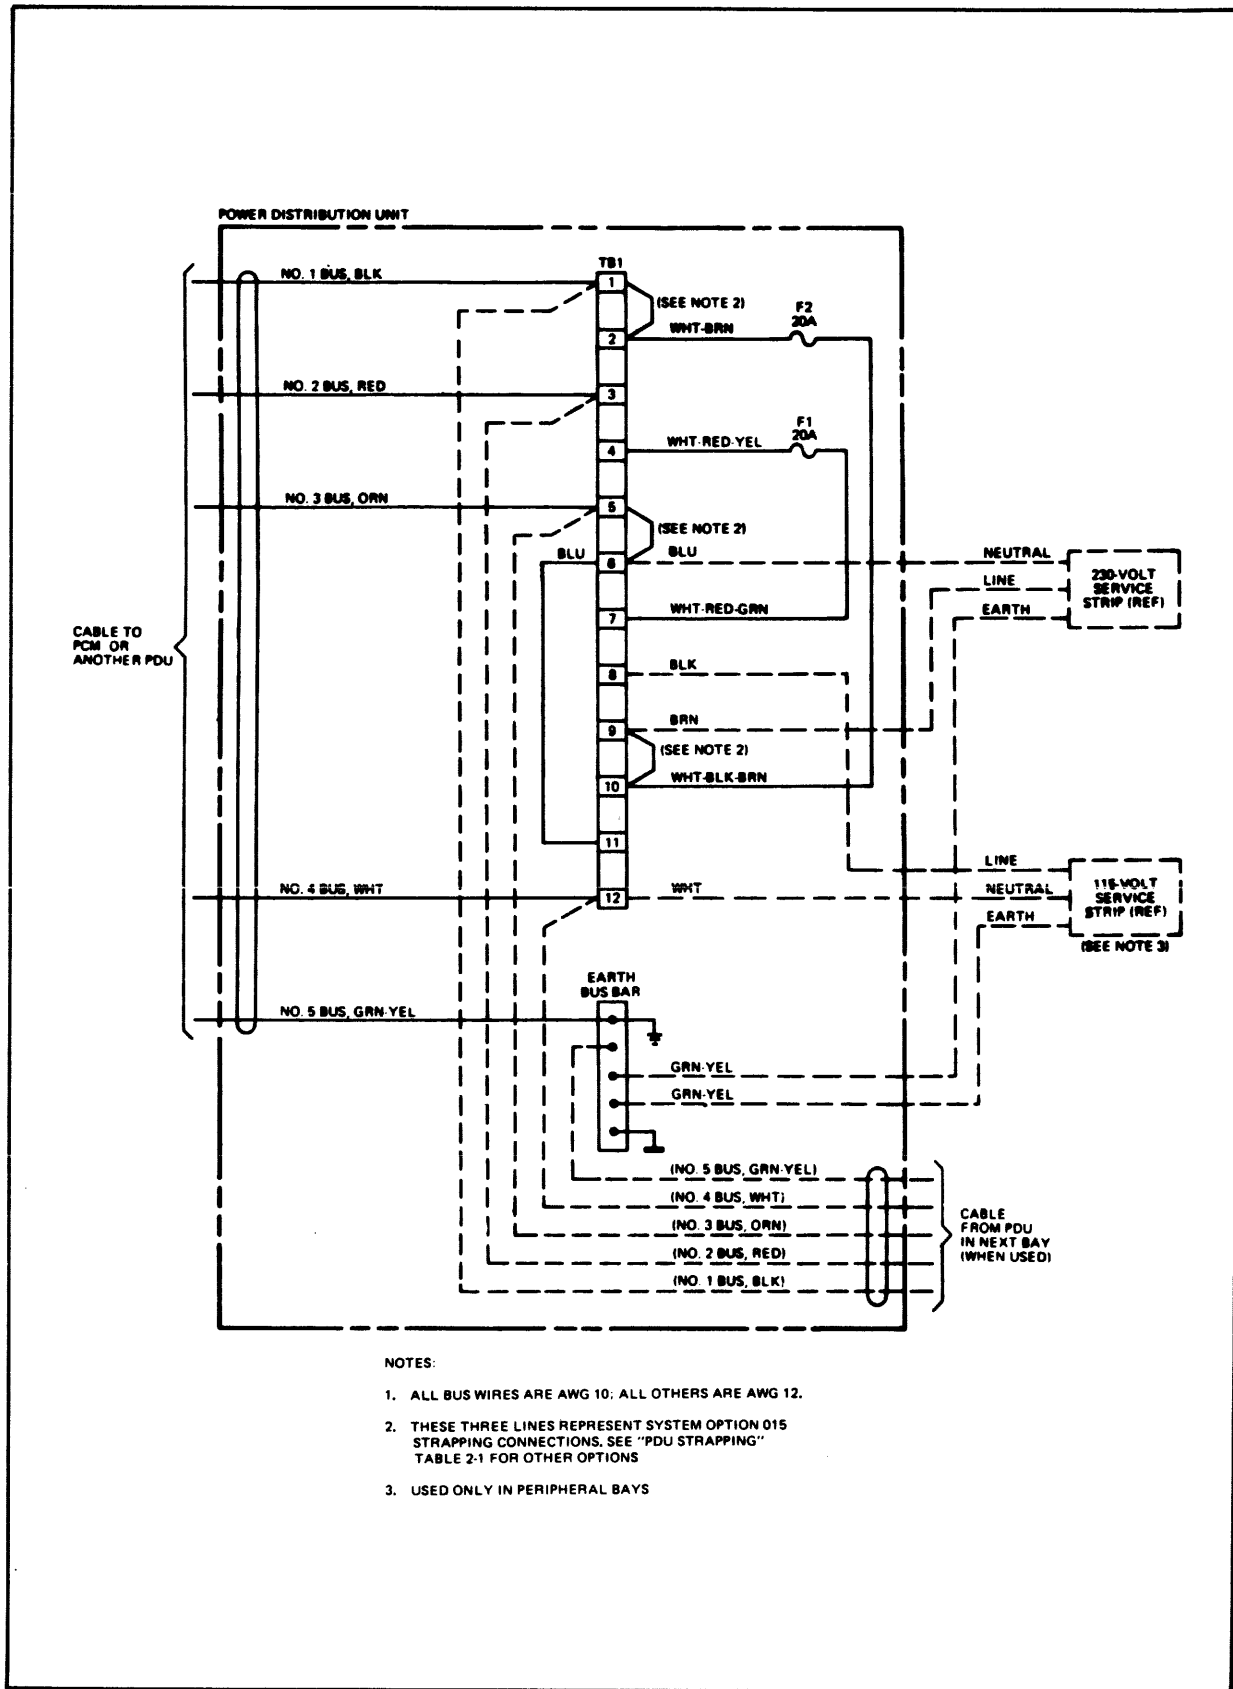 POWER DISTRIBUTION UNIT
TB1
NO. 1 BUS, BLK
1
(SEE NOTE 2)
F2
20A
2
WHT-BRN
NO. 2 BUS, RED
3
F1
20A
4
WHT-RED-YEL
NO. 3 BUS, ORN
5
(SEE NOTE 2)
BLU
6
BLU
NEUTRAL
LINE
EARTH
230-VOLT
SERVICE
STRIP (REF)
7
WHT-RED-GRN
CABLE TO
PCM OR
ANOTHER PDU
8
BLK
9
BRN
(SEE NOTE 2)
10
WHT-BLK-BRN
11
LINE
NEUTRAL
EARTH
115-VOLT
SERVICE
STRIP (REF)
(SEE NOTE 3)
NO. 4 BUS, WHT
12
WHT
EARTH
BUS BAR
NO. 5 BUS, GRN-YEL
GRN-YEL
GRN-YEL
(NO. 5 BUS, GRN-YEL)
(NO. 4 BUS, WHT)
(NO. 3 BUS, ORN)
(NO. 2 BUS, RED)
(NO. 1 BUS, BLK)
CABLE
FROM PDU
IN NEXT BAY
(WHEN USED)
NOTES:
1. ALL BUS WIRES ARE AWG 10; ALL OTHERS ARE AWG 12.
2. THESE THREE LINES REPRESENT SYSTEM OPTION 015
STRAPPING CONNECTIONS. SEE "PDU STRAPPING"
TABLE 2-1 FOR OTHER OPTIONS
3. USED ONLY IN PERIPHERAL BAYS